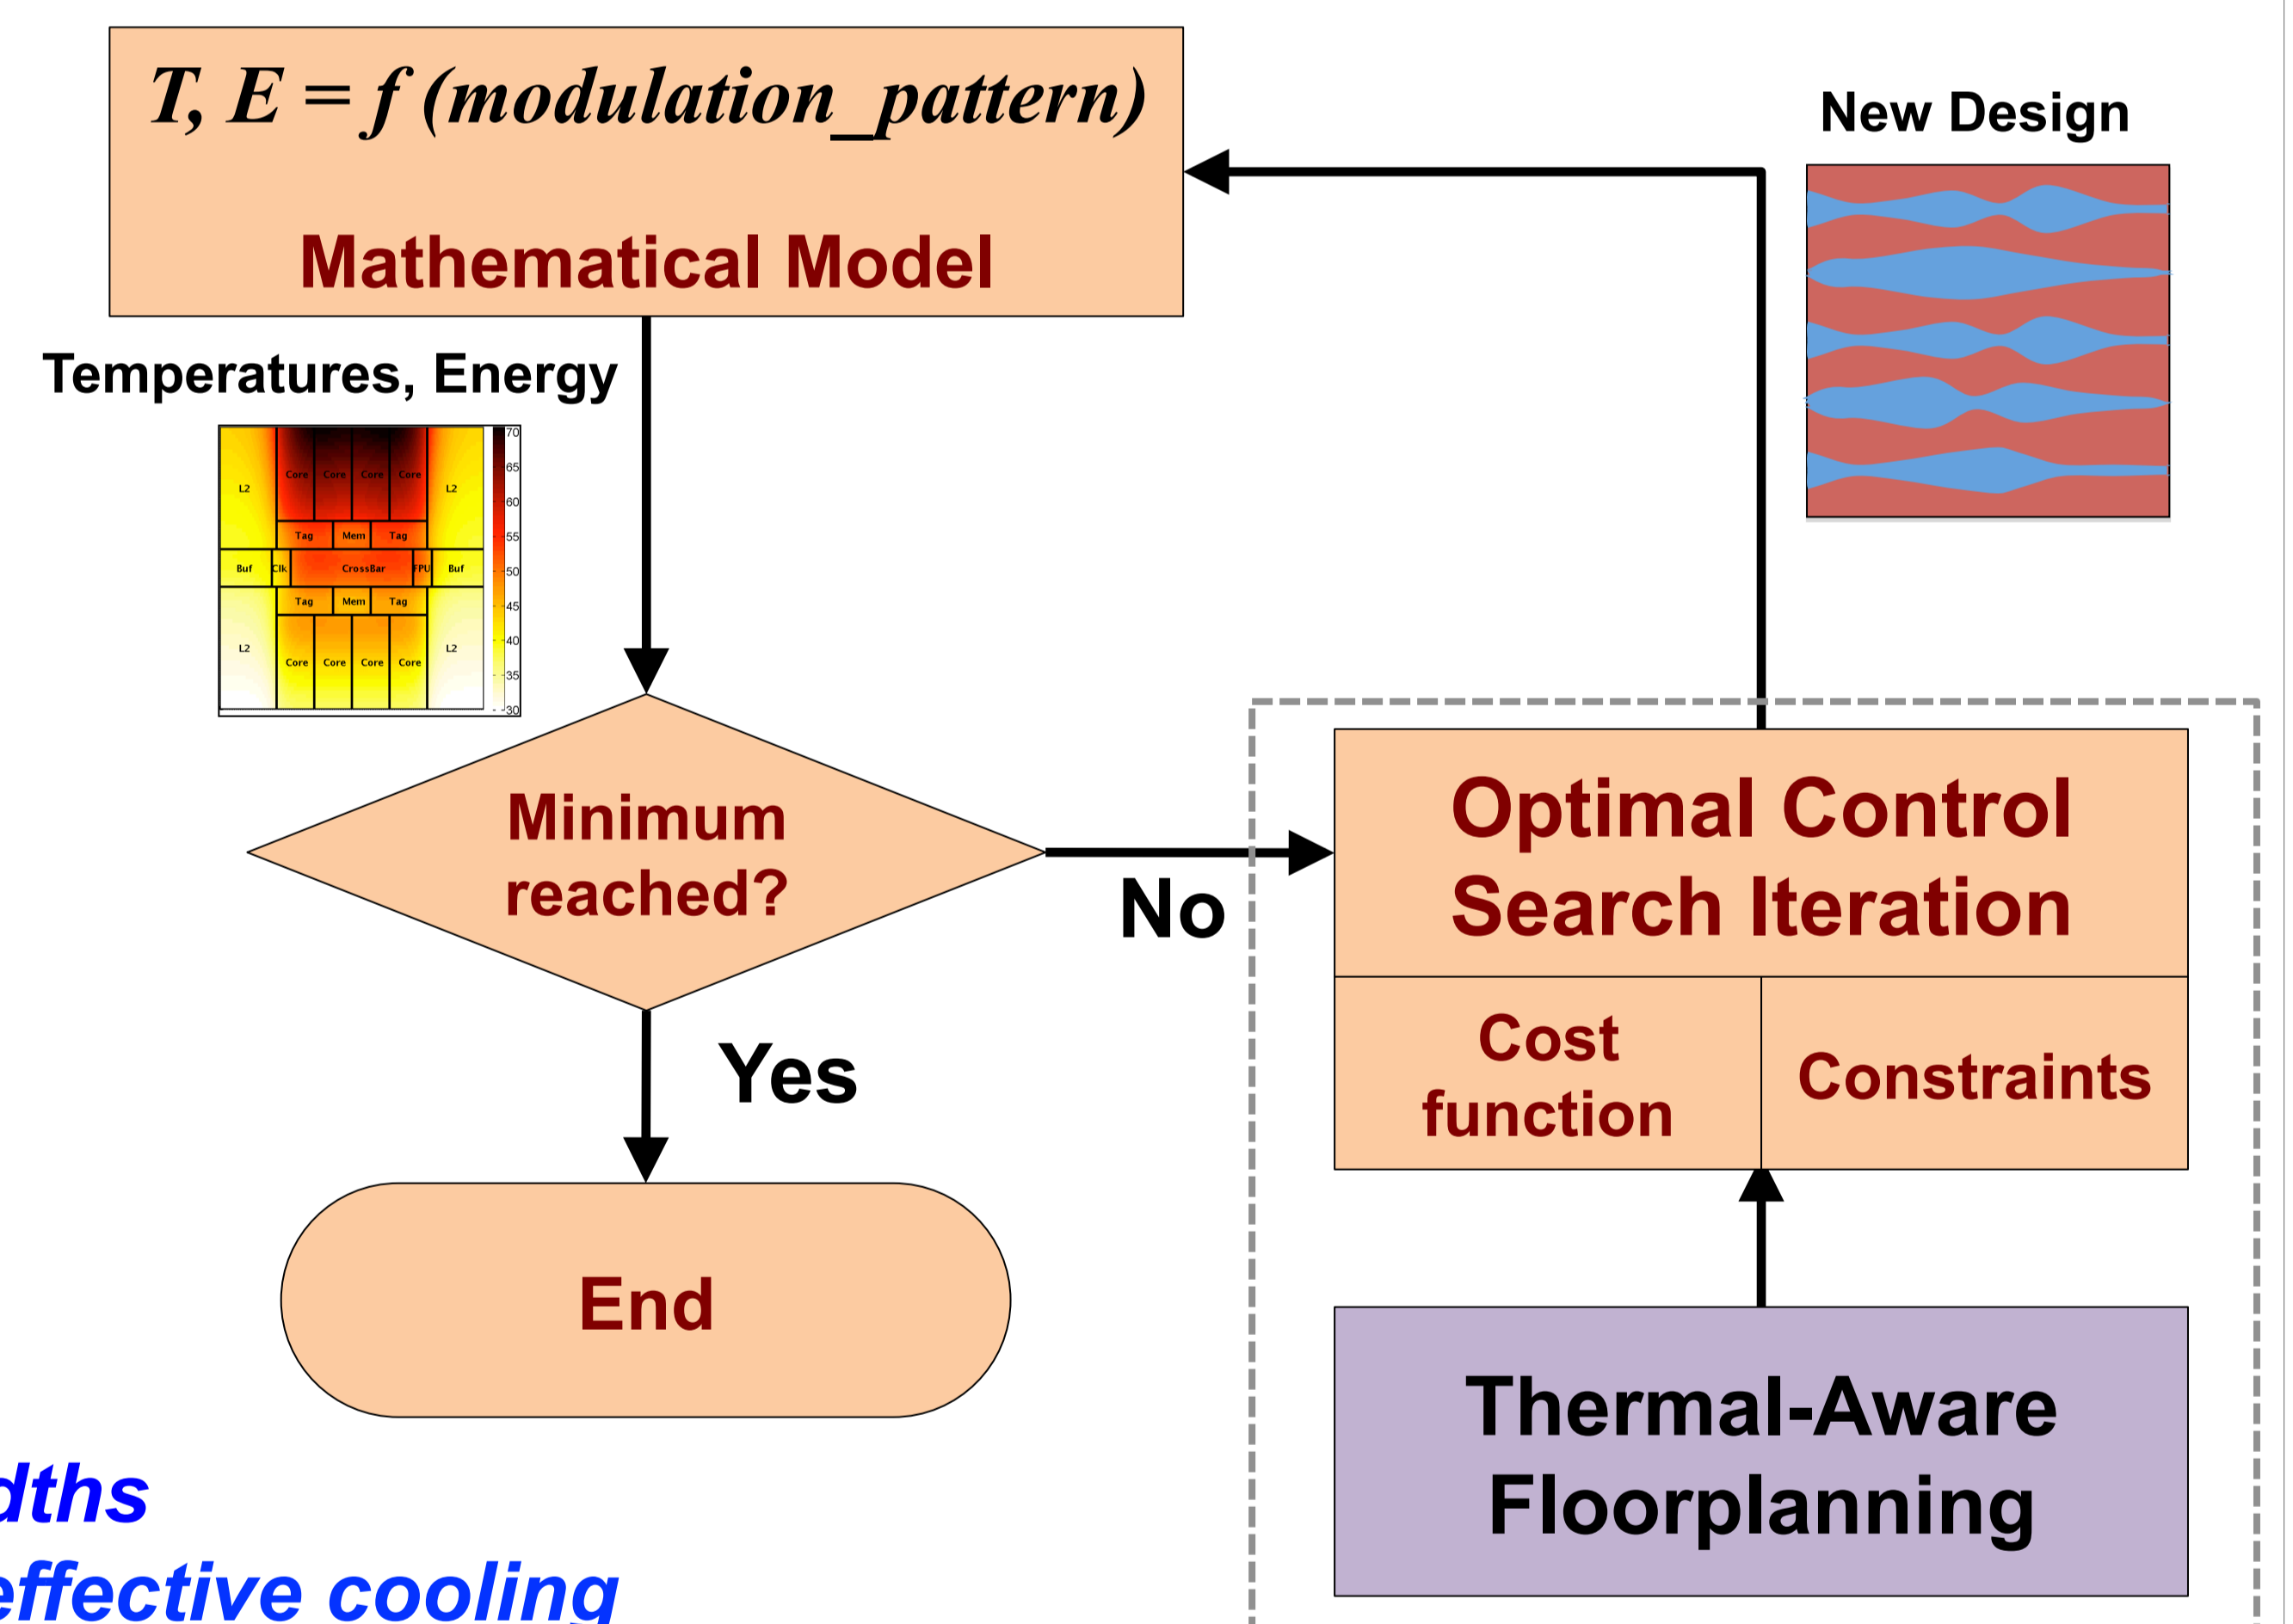 T, E = f (modulation_pattern)
Mathematical Model
New Design
Temperatures, Energy
70
65
60
55
50
45
40
35
30
Core Core Core Core
L2 L2
Tag Mem Tag
Buf Clk CrossBar FPU Buf
Tag Mem Tag
L2 L2
Core Core Core Core
Minimum
reached?
No
Yes
End
Optimal Control
Search Iteration
Cost
function
Constraints
Thermal-Aware
Floorplanning
dths
effective cooling